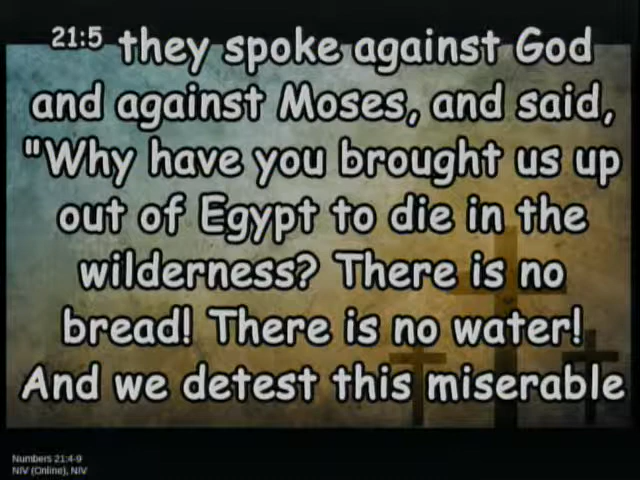 21:5 they spoke against God
and against Moses, and said,
"Why have you brought us up
out of Egypt to die in the
wilderness? There is no
bread! There is no water!
And we detest this miserable
Numbers 21:4-9
NIV (Online), NIV